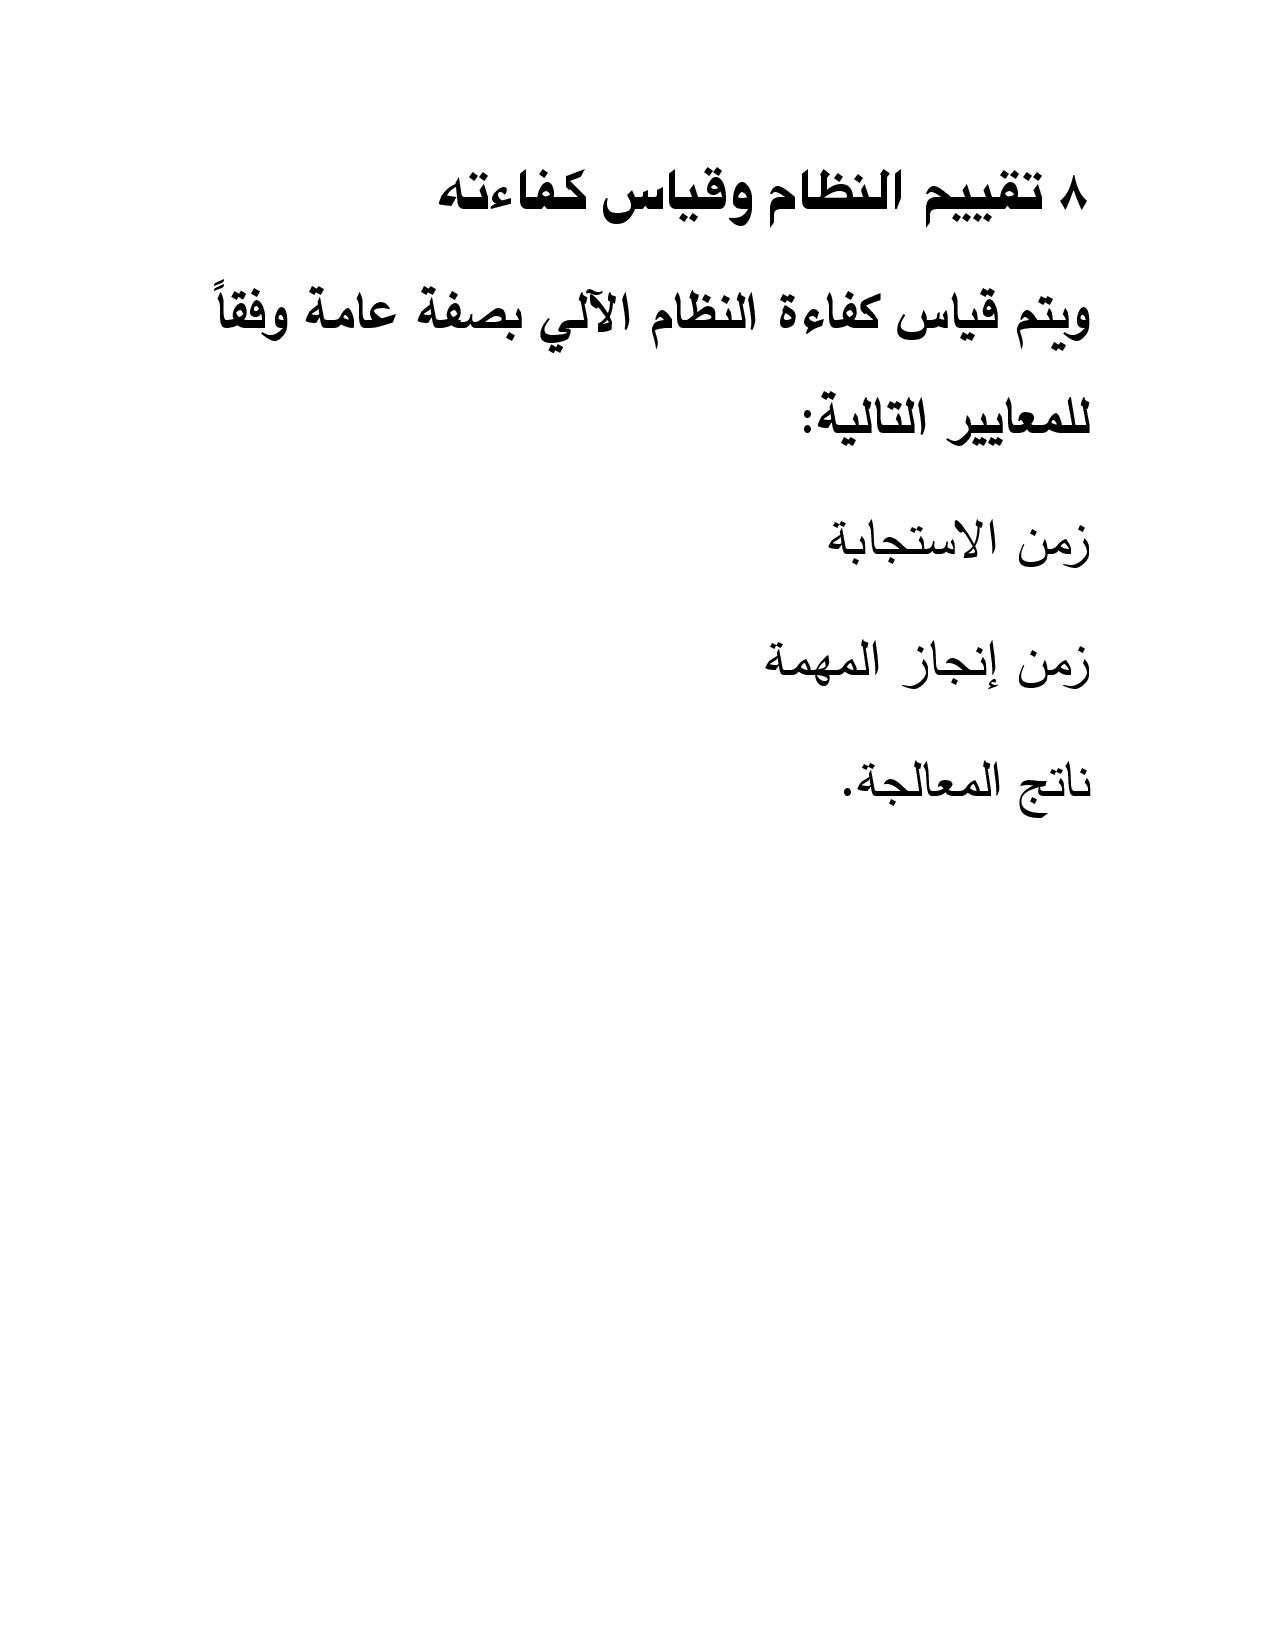 ٨ تقييم النظام وقياس كفاءته
ويتم قياس كفاءة النظام الآلي بصفة عامة وفقاً
للمعايير التالية:
زمن الاستجابة
زمن إنجاز المهمة
ناتج المعالجة.